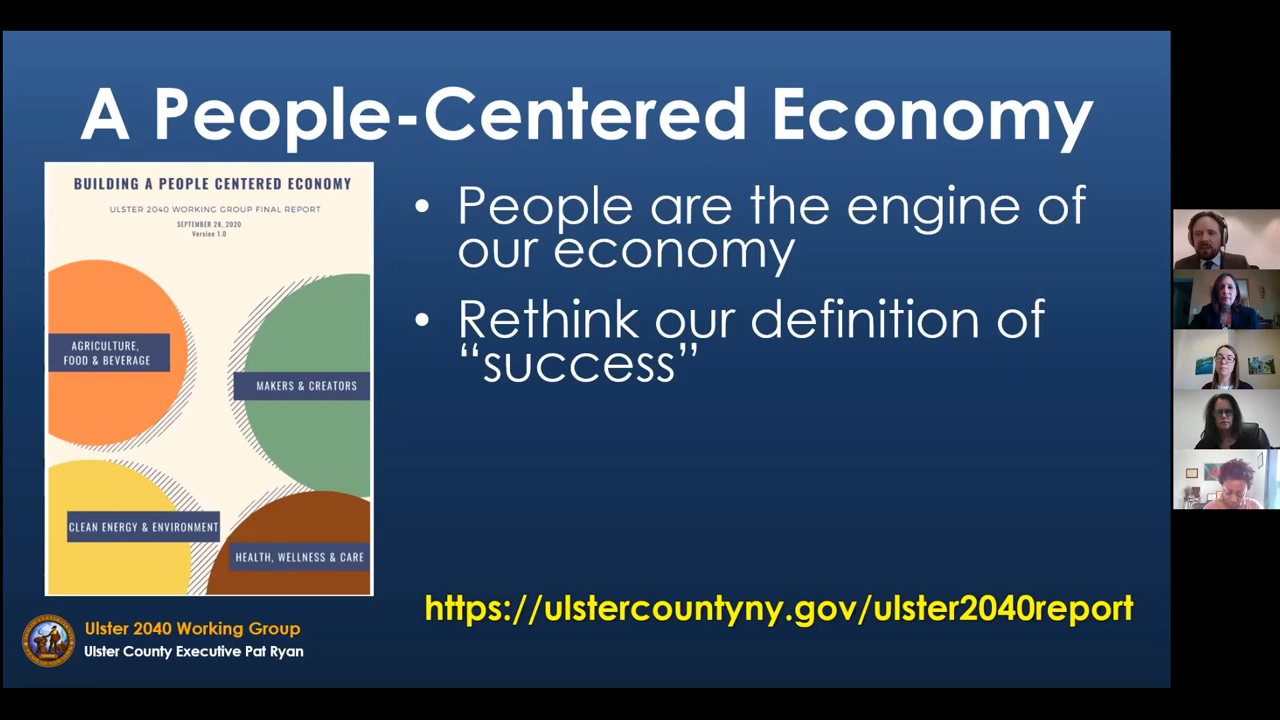 A People-Centered Economy
BUILDING A PEOPLE CENTERED ECONOMY
ULSTER 2040 WORKING GROUP FINAL REPORT
SEPTEMBER 28, 2020
Version 1.0
AGRICULTURE,
FOOD & BEVERAGE
MAKERS & CREATORS
CLEAN ENERGY & ENVIRONMENT
HEALTH, WELLNESS & CARE
• People are the engine of
our economy
• Rethink our definition of
“success”
https://ulstercountyny.gov/ulster2040report
Ulster 2040 Working Group
Ulster County Executive Pat Ryan